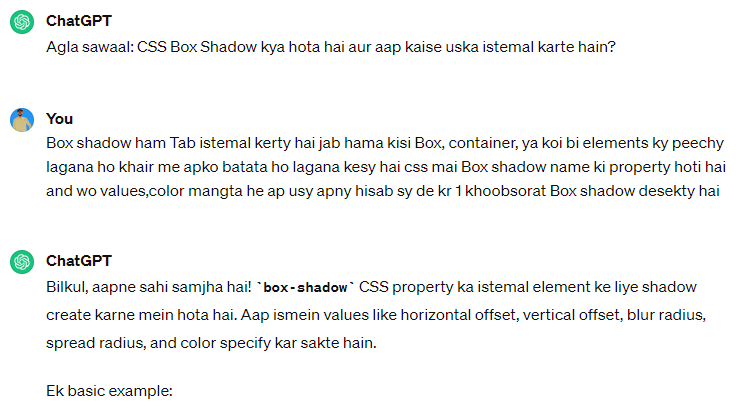 ChatGPT
Agla sawaal: CSS Box Shadow kya hota hai aur aap kaise uska istemal karte hain?
You
Box shadow ham Tab istemal kerty hai jab hama kisi Box, container, ya koi bi elements ky peechy
lagana ho khair me apko batata ho lagana kesy hai css mai Box shadow name ki property hoti hai
and wo values,color mangta he ap usy apny hisab sy de kr 1 khoobsorat Box shadow desekty hai
ChatGPT
Bilkul, aapne sahi samjha hai! `box-shadow` CSS property ka istemal element ke liye shadow
create karne mein hota hai. Aap ismein values like horizontal offset, vertical offset, blur radius,
spread radius, and color specify kar sakte hain.
Ek basic example: